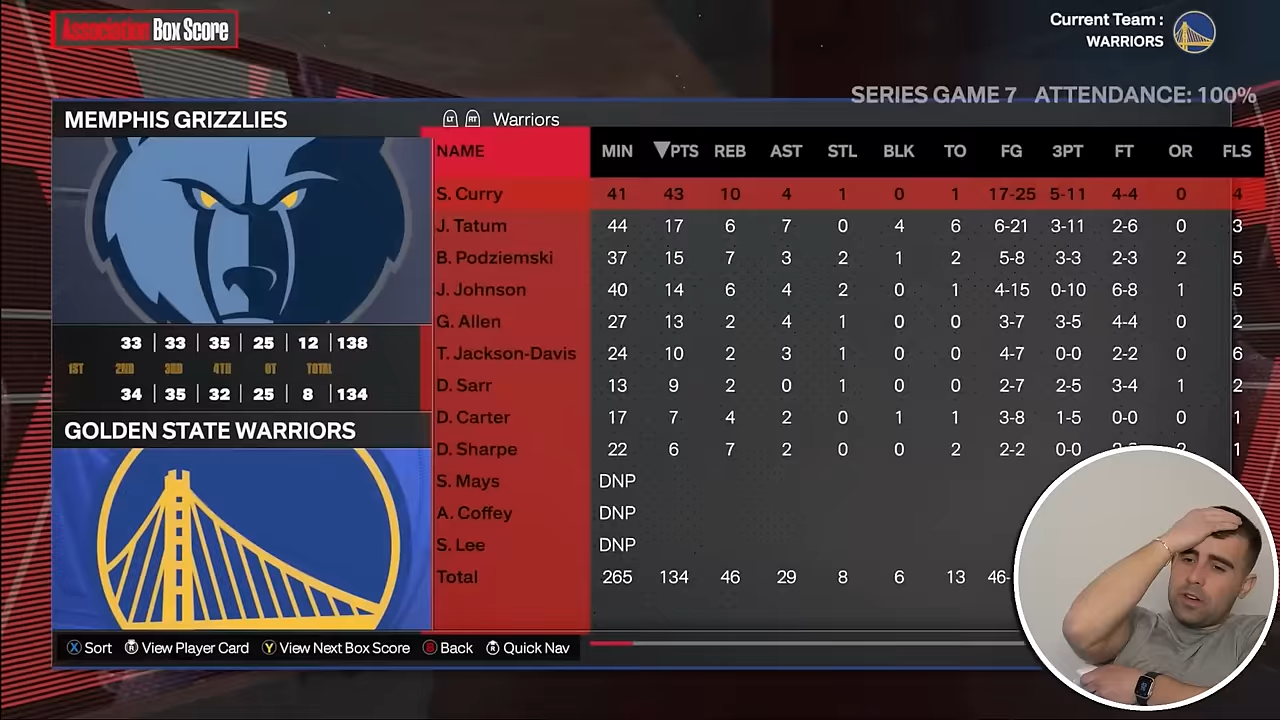 Association Box Score
Current Team :
WARRIORS
SERIES GAME 7 ATTENDANCE: 100%
MEMPHIS GRIZZLIES
33 33 35 25 12 138
1ST 2ND 3RD 4TH OT TOTAL
34 35 32 25 8 134
GOLDEN STATE WARRIORS
LT RT Warriors
NAME MIN PTS REB AST STL BLK TO FG 3PT FT OR FLS
S. Curry 41 43 10 4 1 0 1 17-25 5-11 4-4 0 4
J. Tatum 44 17 6 7 0 4 6 6-21 3-11 2-6 0 3
B. Podziemski 37 15 7 3 2 1 2 5-8 3-3 2-3 2 5
J. Johnson 40 14 6 4 2 0 1 4-15 0-10 6-8 1 5
G. Allen 27 13 2 4 1 0 0 3-7 3-5 4-4 0 2
T. Jackson-Davis 24 10 2 3 1 0 0 4-7 0-0 2-2 0 6
D. Sarr 13 9 2 0 1 0 0 2-7 2-5 3-4 1 2
D. Carter 17 7 4 2 0 1 1 3-8 1-5 0-0 0 1
D. Sharpe 22 6 7 2 0 0 2 2-2 0-0 1
S. Mays DNP
A. Coffey DNP
S. Lee DNP
Total 265 134 46 29 8 6 13 46-
X Sort R View Player Card Y View Next Box Score B Back R Quick Nav